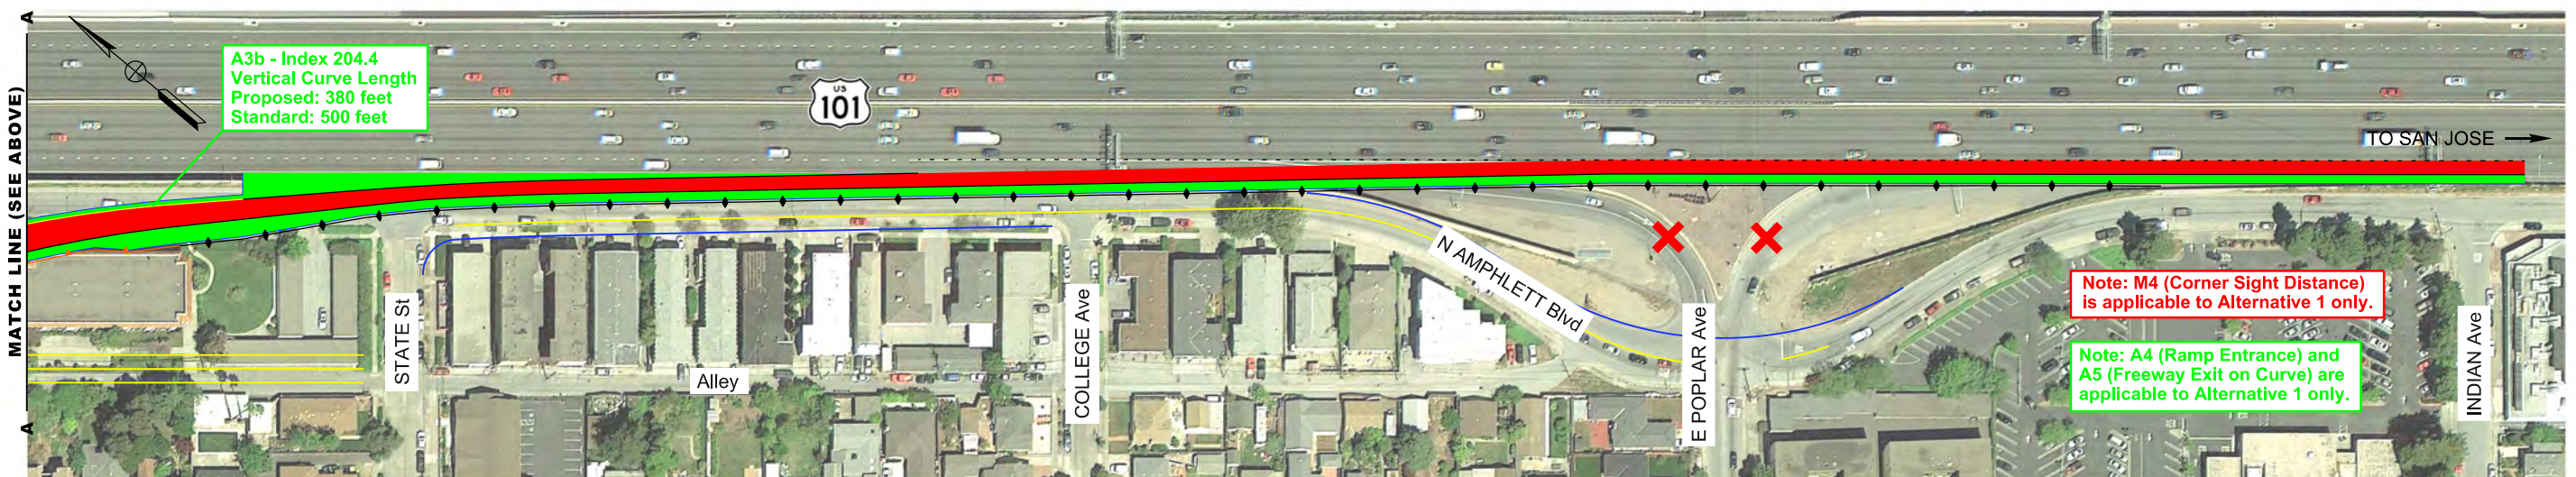 A
MATCH LINE (SEE ABOVE)
A
A3b - Index 204.4
Vertical Curve Length
Proposed: 380 feet
Standard: 500 feet
US
101
TO SAN JOSE
STATE St
Alley
COLLEGE Ave
N AMPHLETT Blvd
E POPLAR Ave
Note: M4 (Corner Sight Distance)
is applicable to Alternative 1 only.
Note: A4 (Ramp Entrance) and
A5 (Freeway Exit on Curve) are
applicable to Alternative 1 only.
INDIAN Ave